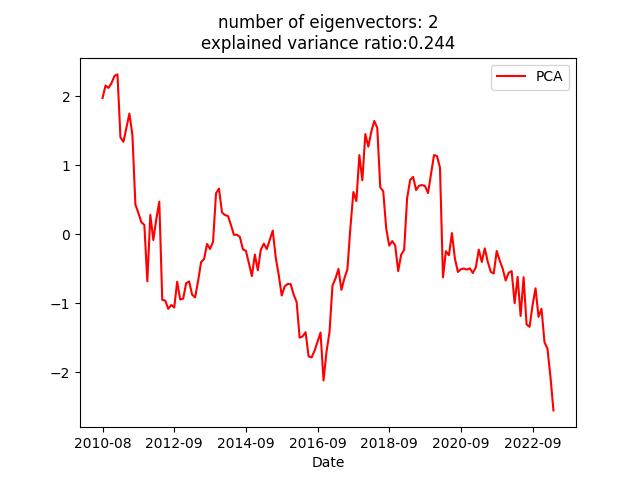 number of eigenvectors: 2
explained variance ratio:0.244
PCA
2
1
0
−1
−2
2010-08 2012-09 2014-09 2016-09 2018-09 2020-09 2022-09
Date